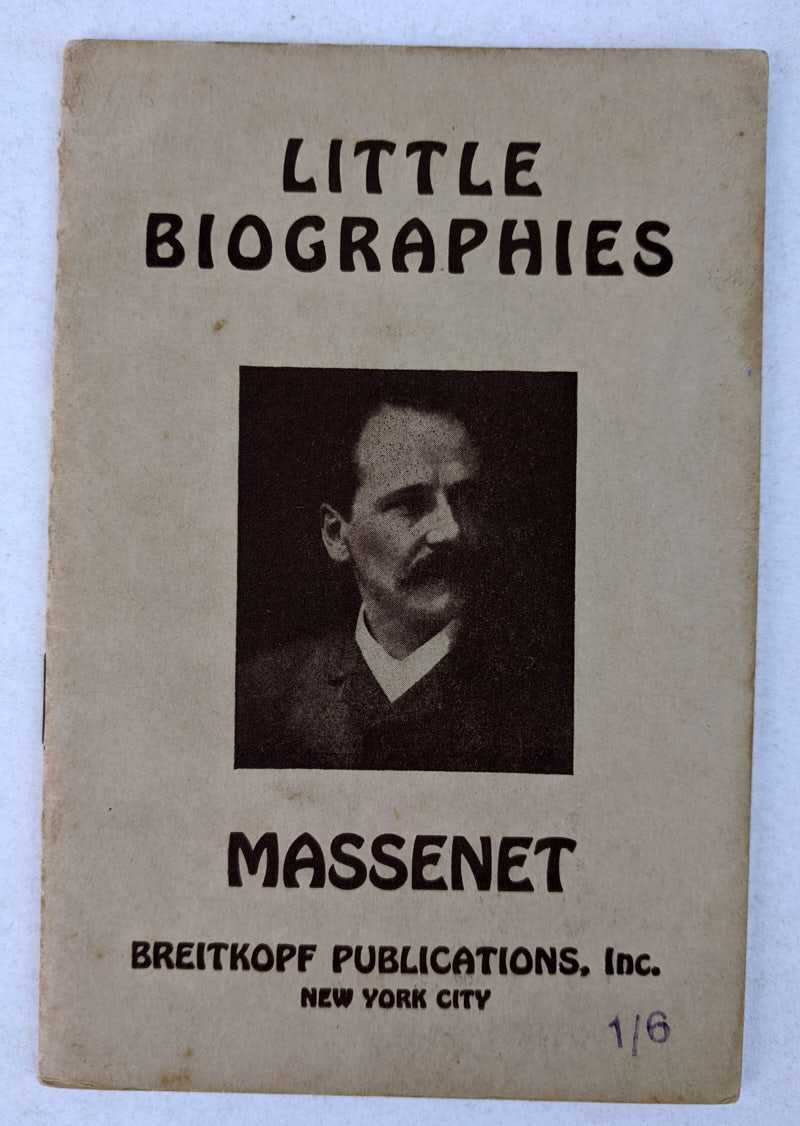 LITTLE
BIOGRAPHIES
MASSENET
BREITKOPF PUBLICATIONS, Inc.
NEW YORK CITY
1/6